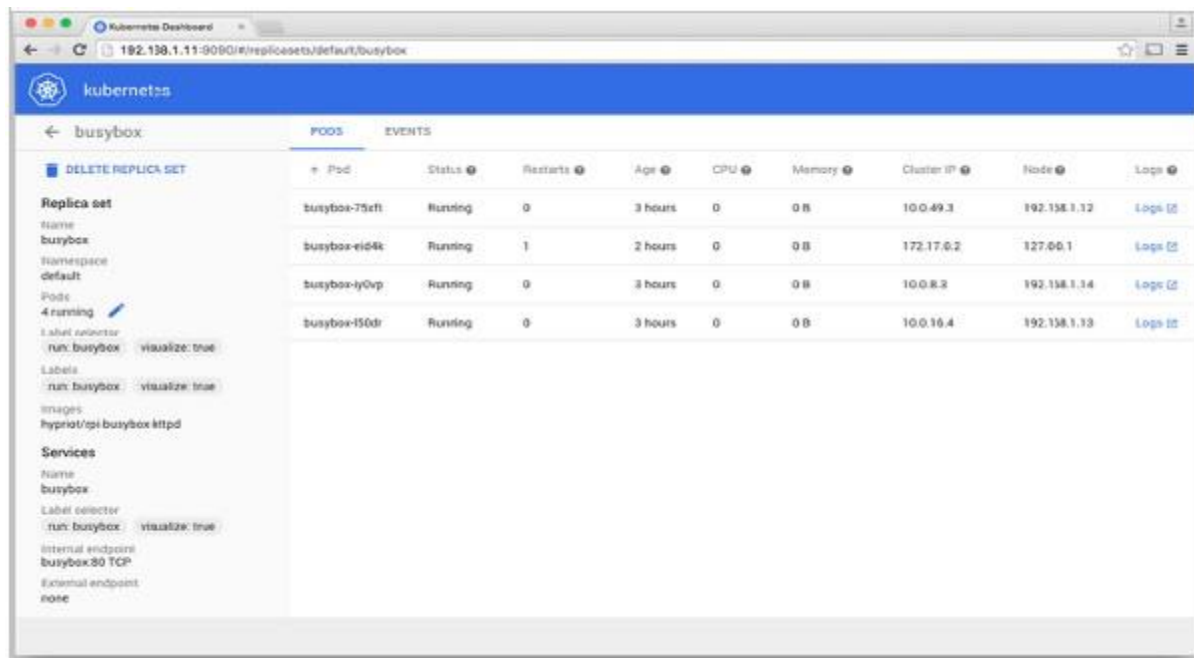 Kubernetes Dashboard
192.158.1.11:9090/#/replicasets/default/busybox
kubernetes
busybox
PODS EVENTS
DELETE REPLICA SET
Pod Status Restarts Age CPU Memory Cluster IP Node Logs
Replica set
Name
busybox
Namespace
default
Pods
4 running
Label selector
run: busybox visualize: true
Labels
run: busybox visualize: true
Images
hypriot/rpi-busybox-httpd
Services
Name
busybox
Label selector
run: busybox visualize: true
Internal endpoint
busybox:80 TCP
External endpoint
none
Running 0 3 hours 0 0 B 10.0.49.3 192.158.1.12 Logs
busybox-eid4k Running 1 2 hours 0 0 B 172.17.0.2 127.0.0.1 Logs
busybox-iy0vp Running 0 3 hours 0 0 B 10.0.8.3 192.158.1.14 Logs
busybox-l50dr Running 0 3 hours 0 0 B 10.0.16.4 192.158.1.13 Logs